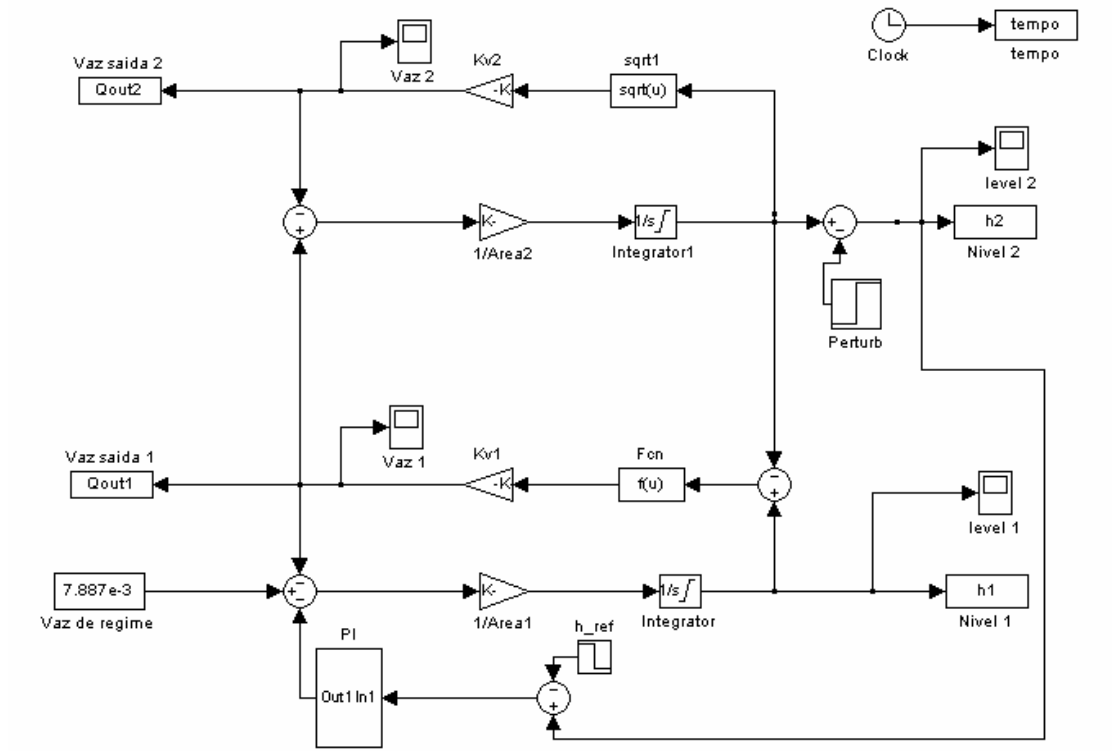 tempo
Clock
tempo
Vaz saida 2
Qout2
Vaz 2
Kv2
-K
sqrt1
sqrt(u)
level 2
K-
1/Area2
1/s
Integrator1
h2
Nivel 2
Perturb
Vaz saida 1
Qout1
Vaz 1
Kv1
-K
Fcn
f(u)
level 1
7.887e-3
Vaz de regime
K-
1/Area1
1/s
Integrator
h1
Nivel 1
PI
Out1 In1
h_ref